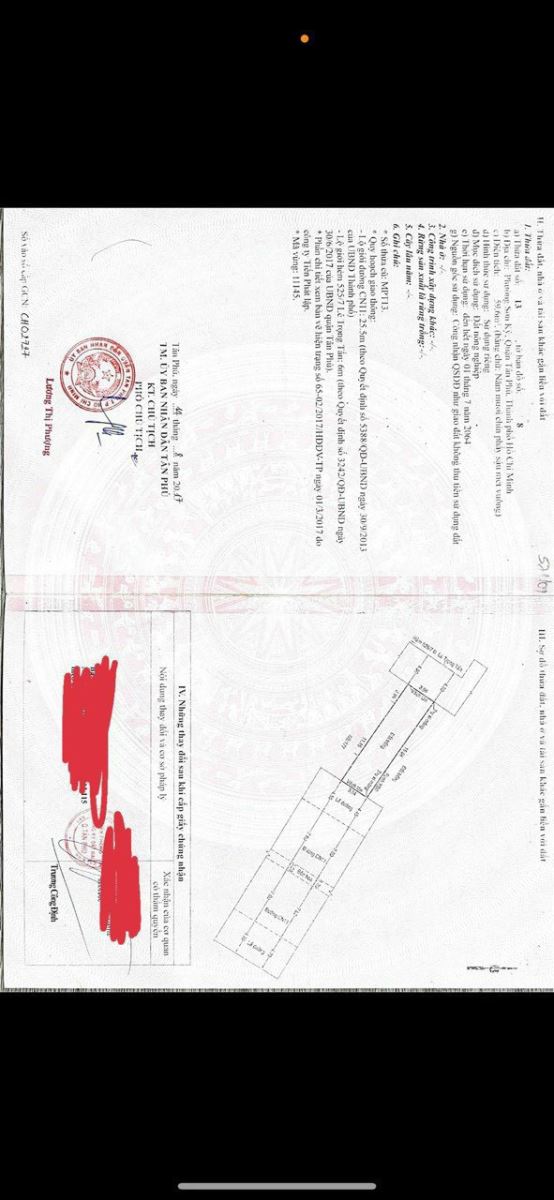 II. Thửa đất, nhà ở và tài sản khác gắn liền với đất
1. Thửa đất:
a) Thửa đất số: 13 tờ bản đồ số: 8
b) Địa chỉ: Phường Sơn Kỳ, Quận Tân Phú, Thành phố Hồ Chí Minh
c) Diện tích: 59.6m², (bằng chữ: Năm mươi chín phẩy sáu mét vuông)
d) Hình thức sử dụng: Sử dụng riêng
đ) Mục đích sử dụng: Đất nông nghiệp
e) Thời hạn sử dụng: đến hết ngày 01 tháng 7 năm 2064
g) Nguồn gốc sử dụng: Công nhận QSDĐ như giao đất không thu tiền sử dụng đất
2. Nhà ở: -/-
3. Công trình xây dựng khác: -/-
4. Rừng sản xuất là rừng trồng: -/-
5. Cây lâu năm: -/-
6. Ghi chú:
* Số thửa cũ: MPT13.
* Quy hoạch giao thông:
- Lộ giới đường CN11: 25.5m (theo Quyết định số 5388/QĐ-UBND ngày 30/9/2013
của UBND Thành phố)
- Lộ giới hẻm 525/7 Lê Trọng Tấn: 6m (theo Quyết định số 3242/QĐ-UBND ngày
30/6/2017 của UBND quận Tân Phú).
* Phần chi tiết xem bản vẽ hiện trạng số 65-02/2017/HĐDV-TP ngày 01/3/2017 do
công ty Tiến Phát lập.
* Mã vùng: 11145.
Tân Phú, ngày tháng 8 năm 2017
TM. ỦY BAN NHÂN DÂN TÂN PHÚ
KT. CHỦ TỊCH
PHÓ CHỦ TỊCH
Lương Thị Phượng
Số vào sổ cấp GCN: CH02727
III. Sơ đồ thửa đất, nhà ở và tài sản khác gắn liền với đất
Lề đường
Đường CN11
Đường CN11
IV. Những thay đổi sau khi cấp giấy chứng nhận
Nội dung thay đổi và cơ sở pháp lý
Xác nhận của cơ quan
có thẩm quyền
Trương Công Định